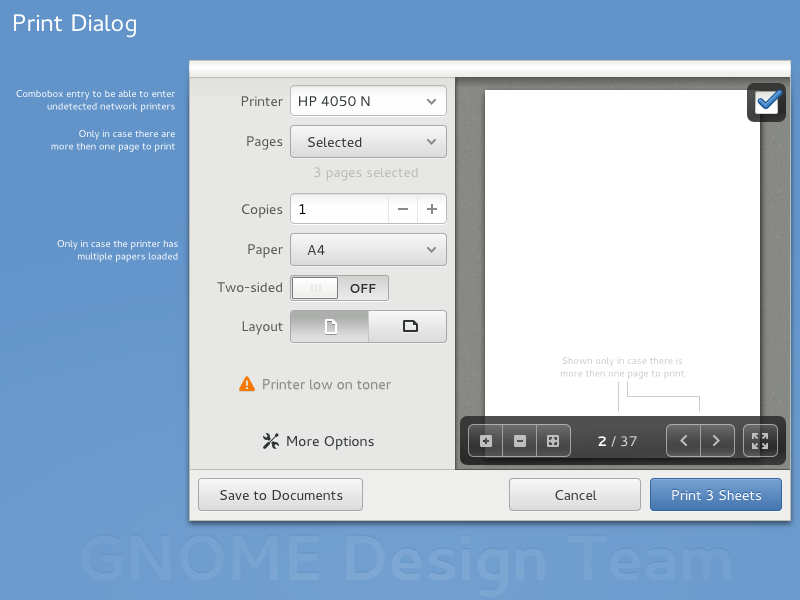 Print Dialog
Combobox entry to be able to enter
undetected network printers
Printer
HP 4050 N
Only in case there are
more then one page to print
Pages
Selected
3 pages selected
Copies
1
Only in case the printer has
multiple papers loaded
Paper
A4
Two-sided
OFF
Layout
Printer low on toner
More Options
Shown only in case there is
more then one page to print
2 / 37
Save to Documents
Cancel
Print 3 Sheets
GNOME Design Team